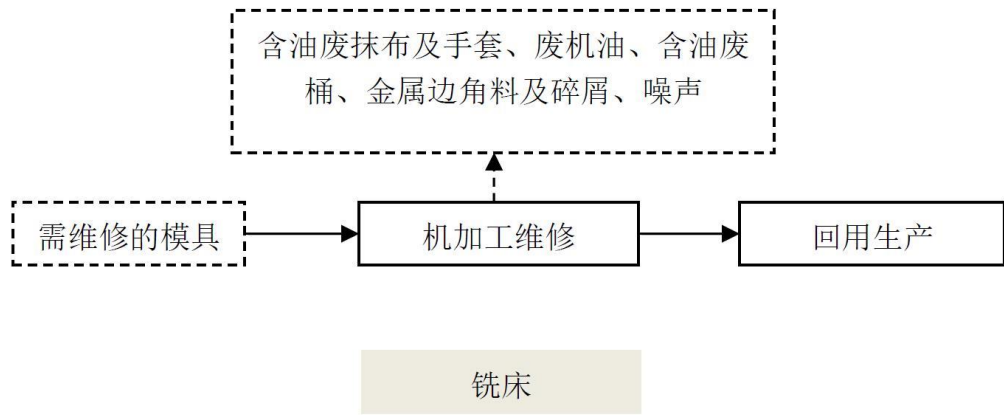 含油废抹布及手套、废机油、含油废
桶、金属边角料及碎屑、噪声
需维修的模具
机加工维修
回用生产
铣床